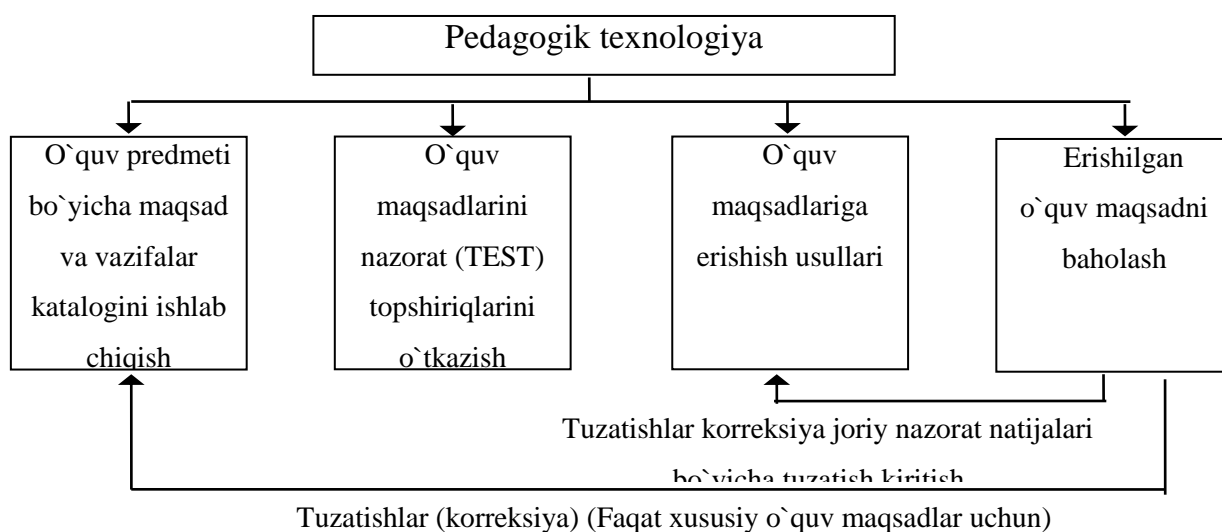 Pedagogik texnologiya
O`quv predmeti
bo`yicha maqsad
va vazifalar
katalogini ishlab
chiqish
O`quv
maqsadlarini
nazorat (TEST)
topshiriqlarini
o`tkazish
O`quv
maqsadlariga
erishish usullari
Erishilgan
o`quv maqsadni
baholash
Tuzatishlar korreksiya joriy nazorat natijalari
bo`yicha tuzatish kiritish
Tuzatishlar (korreksiya) (Faqat xususiy o`quv maqsadlar uchun)